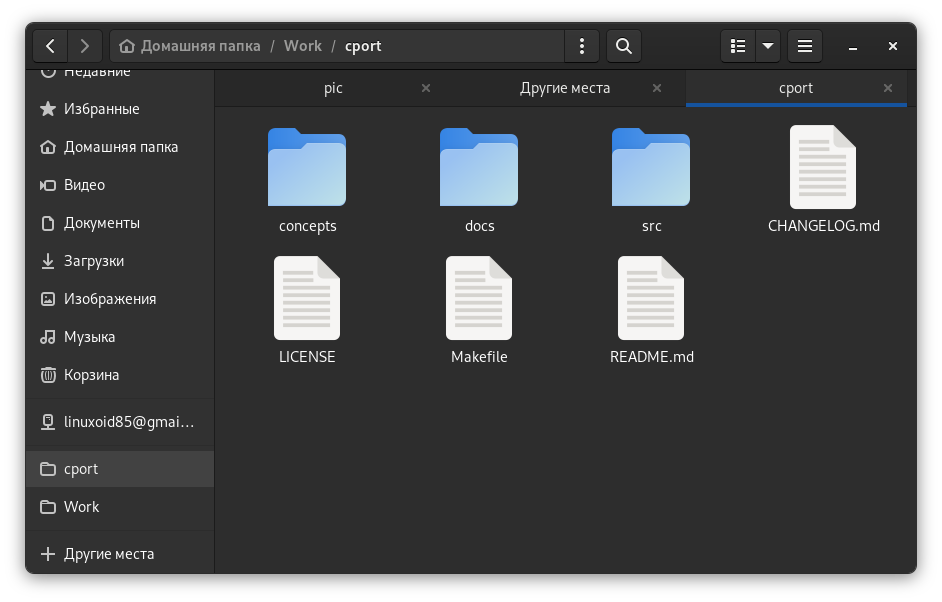 Домашняя папка / Work / cport
Недавние
Избранные
Домашняя папка
Видео
Документы
Загрузки
Изображения
Музыка
Корзина
linuxoid85@gmai…
cport
Work
Другие места
pic
Другие места
cport
concepts
docs
src
CHANGELOG.md
LICENSE
Makefile
README.md